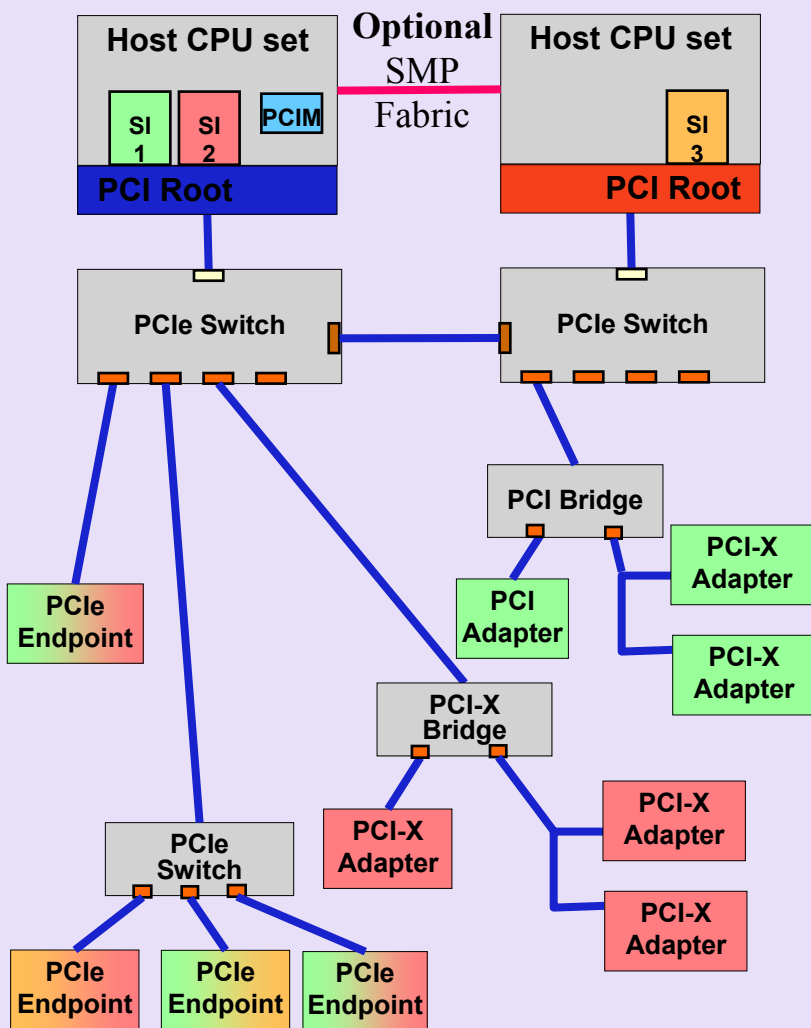 Host CPU set
Optional
SMP
Fabric
Host CPU set
SI
1
SI
2
PCIM
SI
3
PCI Root
PCI Root
PCIe Switch
PCIe Switch
PCI Bridge
PCIe
Endpoint
PCI
Adapter
PCI-X
Adapter
PCI-X
Adapter
PCI-X
Bridge
PCI-X
Adapter
PCI-X
Adapter
PCI-X
Adapter
PCIe
Switch
PCIe
Endpoint
PCIe
Endpoint
PCIe
Endpoint